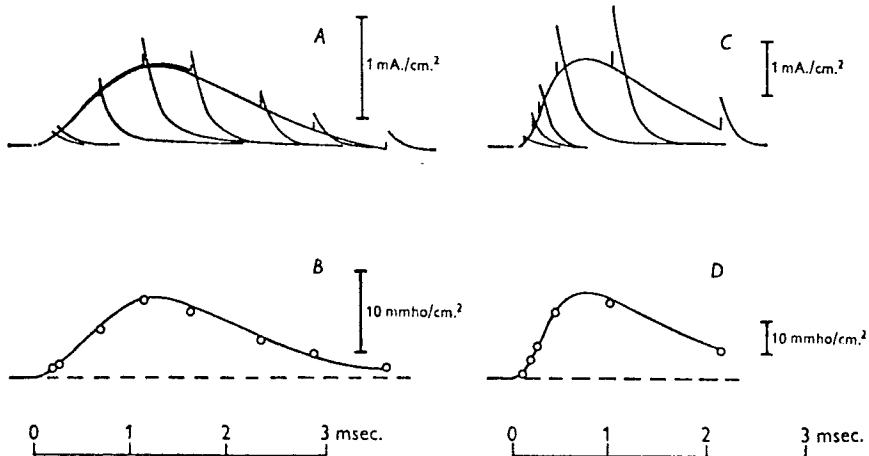 A
1 mA./cm.²
C
1 mA./cm.²
B
10 mmho/cm.²
D
10 mmho/cm.²
0 1 2 3 msec.
0 1 2 3 msec.